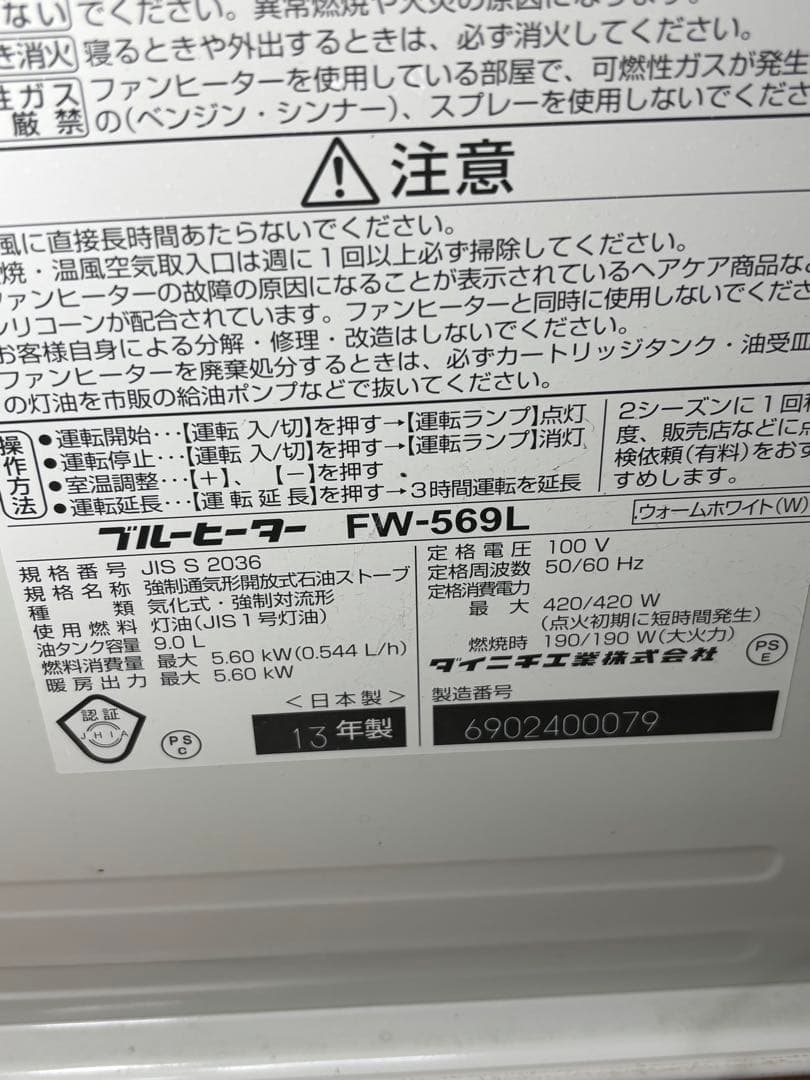 ない でください。異常燃焼や火災の原因になります。
き消火 寝るときや外出するときは、必ず消火してください。
性ガス ファンヒーターを使用している部屋で、可燃性ガスが発生
厳禁 の(ベンジン・シンナー)、スプレーを使用しないでくださ
注意
風に直接長時間あたらないでください。
焼・温風空気取入口は週に1回以上必ず掃除してください。
ファンヒーターの故障の原因になることが表示されているヘアケア商品な
シリコーンが配合されています。ファンヒーターと同時に使用しないでくださ
お客様自身による分解・修理・改造はしないでください。
ファンヒーターを廃棄処分するときは、必ずカートリッジタンク・油受皿
の灯油を市販の給油ポンプなどで抜いてください。
操作方法
●運転開始…【運転 入/切】を押す→【運転ランプ】点灯
●運転停止…【運転 入/切】を押す→【運転ランプ】消灯
●室温調整…【+】、【-】を押す
●運転延長…【運転延長】を押す→3時間運転を延長
2シーズンに1回程
度、販売店などに点
検依頼(有料)をおす
すめします。
ブルーヒーター FW-569L
ウォームホワイト(W)
規格番号 JIS S 2036
規格名称 強制通気形開放式石油ストーブ
種類 気化式・強制対流形
使用燃料 灯油(JIS1号灯油)
油タンク容量 9.0 L
燃料消費量 最大 5.60 kW(0.544 L/h)
暖房出力 最大 5.60 kW
<日本製>
認証
JHIA
PS
C
13年製
定格電圧 100 V
定格周波数 50/60 Hz
定格消費電力
最大 420/420 W
(点火初期に短時間発生)
燃焼時 190/190 W(大火力)
ダイニチ工業株式会社
PS
E
製造番号
6902400079